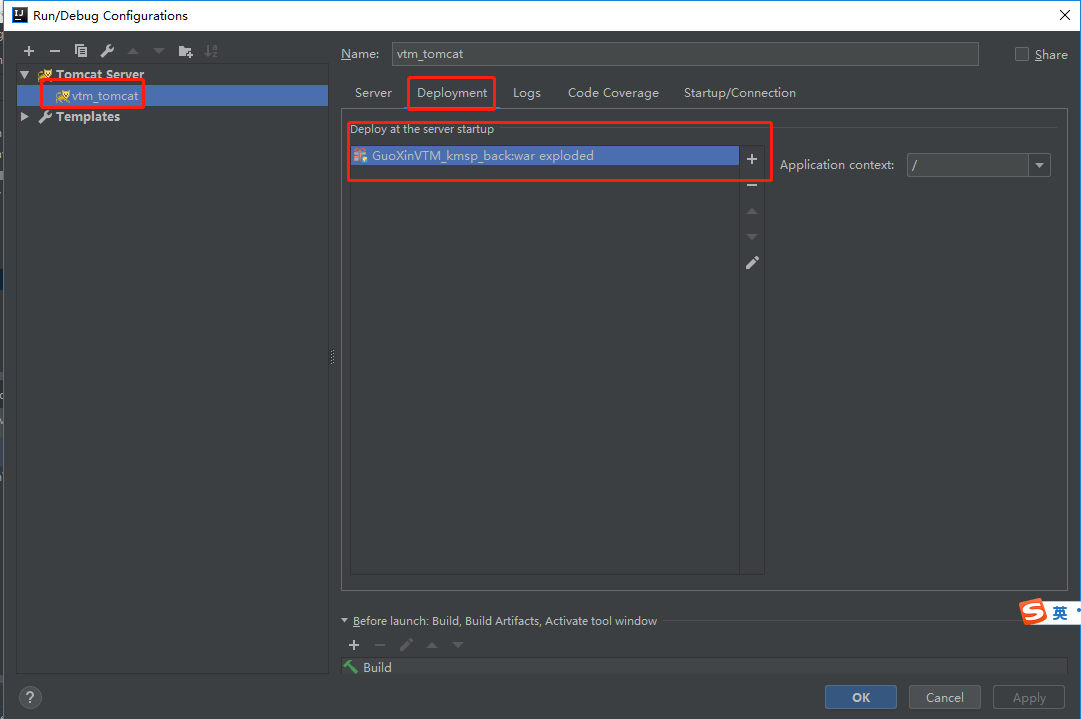 Run/Debug Configurations
Name: vtm_tomcat Share
Tomcat Server
vtm_tomcat
Templates
Server Deployment Logs Code Coverage Startup/Connection
Deploy at the server startup
GuoXinVTM_kmsp_back:war exploded
Application context: /
Before launch: Build, Build Artifacts, Activate tool window
Build
英
? OK Cancel Apply